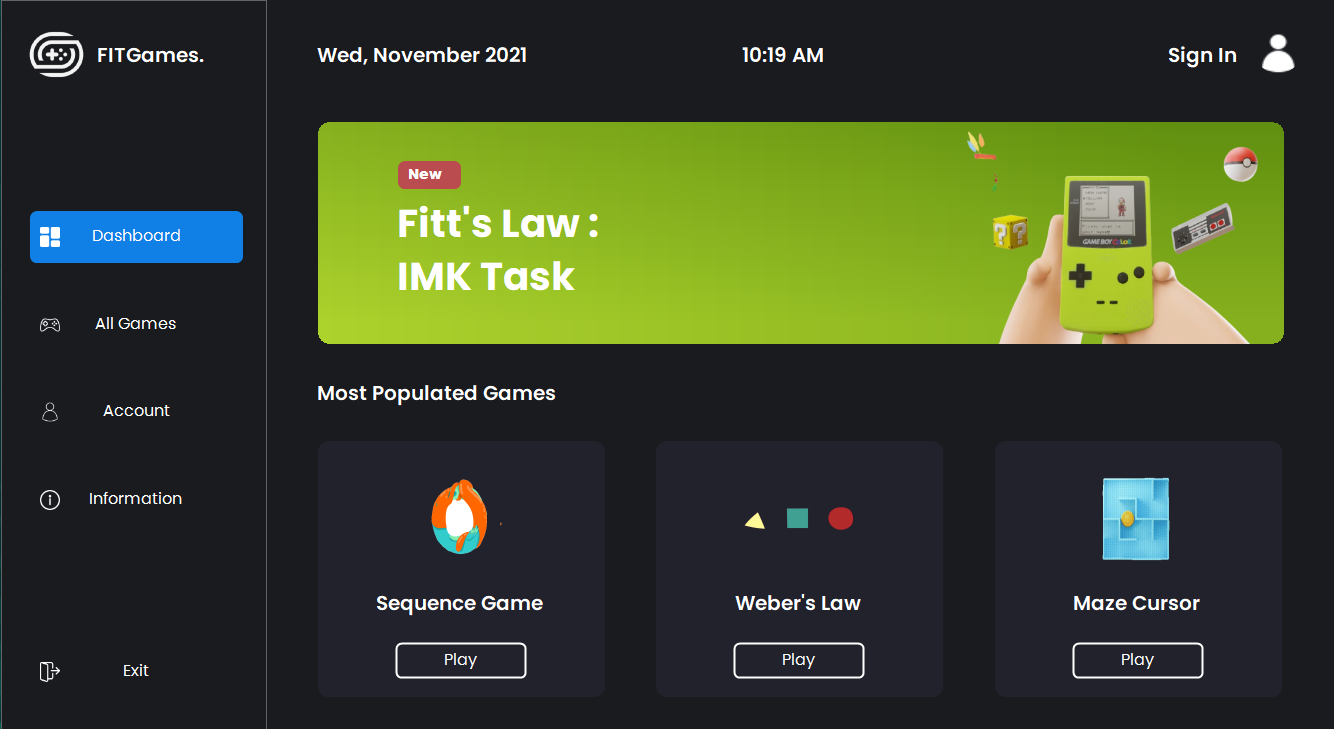 FITGames.
Wed, November 2021
10:19 AM
Sign In
Dashboard
All Games
Account
Information
Exit
New
Fitt's Law :
IMK Task
GAME BOY COLOR
Most Populated Games
Sequence Game
Play
Weber's Law
Play
Maze Cursor
Play